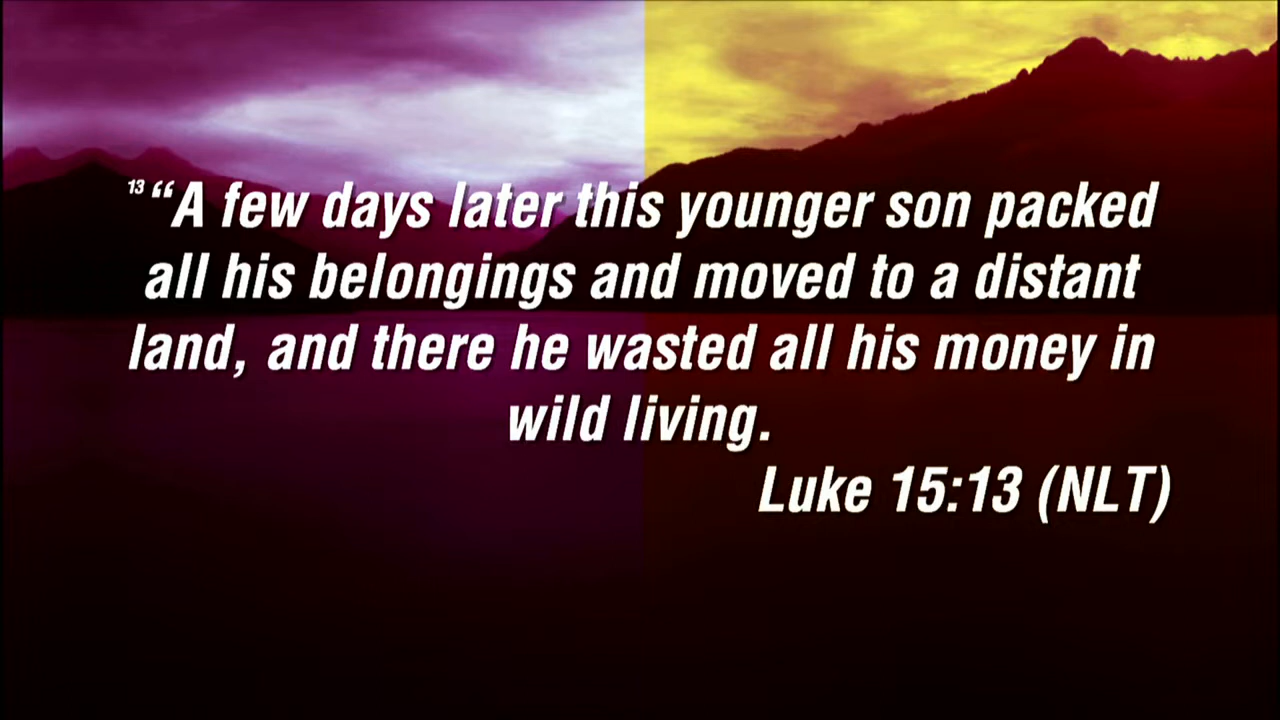 13 “A few days later this younger son packed
all his belongings and moved to a distant
land, and there he wasted all his money in
wild living.
Luke 15:13 (NLT)